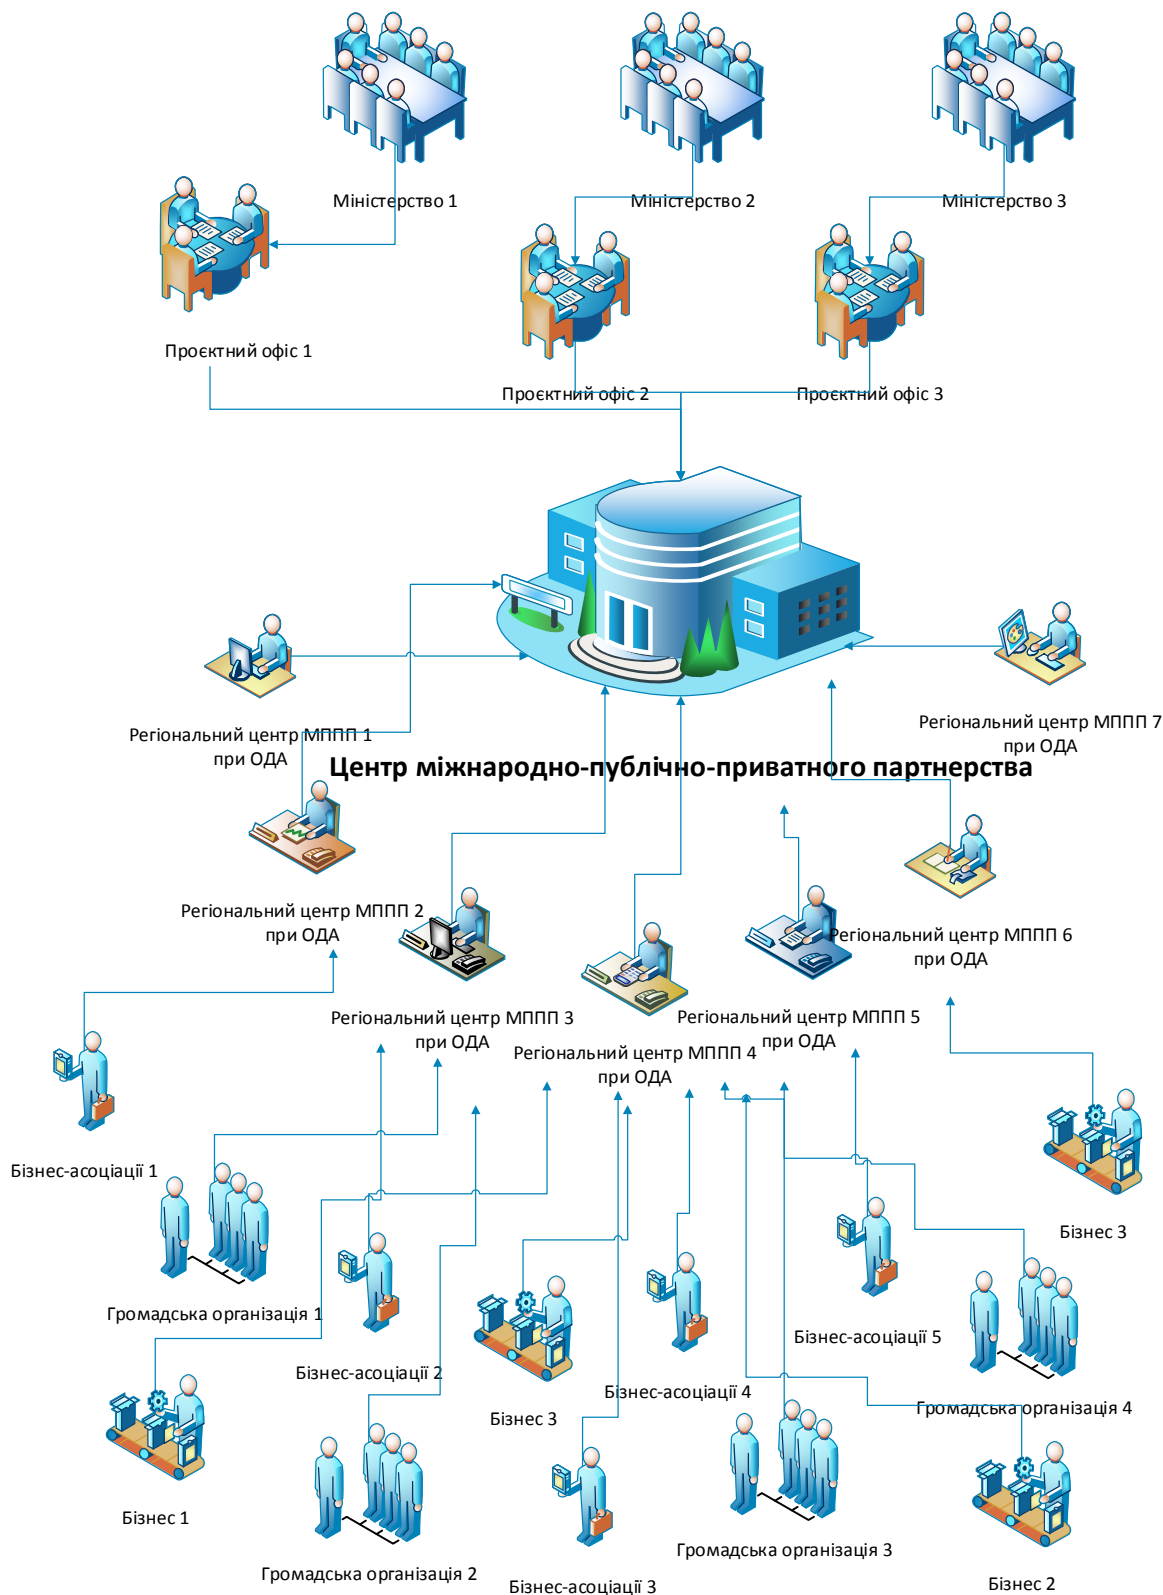 Міністерство 1
Міністерство 2
Міністерство 3
Проєктний офіс 1
Проєктний офіс 2
Проєктний офіс 3
Регіональний центр МППП 1
при ОДА
Регіональний центр МППП 7
при ОДА
Центр міжнародно-публічно-приватного партнерства
Регіональний центр МППП 2
при ОДА
Регіональний центр МППП 6
при ОДА
Регіональний центр МППП 3
при ОДА
Регіональний центр МППП 5
при ОДА
Регіональний центр МППП 4
при ОДА
Бізнес-асоціації 1
Бізнес 3
Громадська організація 1
Бізнес-асоціації 5
Бізнес-асоціації 2
Бізнес-асоціації 4
Громадська організація 4
Бізнес 3
Бізнес 1
Громадська організація 3
Громадська організація 2
Бізнес-асоціації 3
Бізнес 2